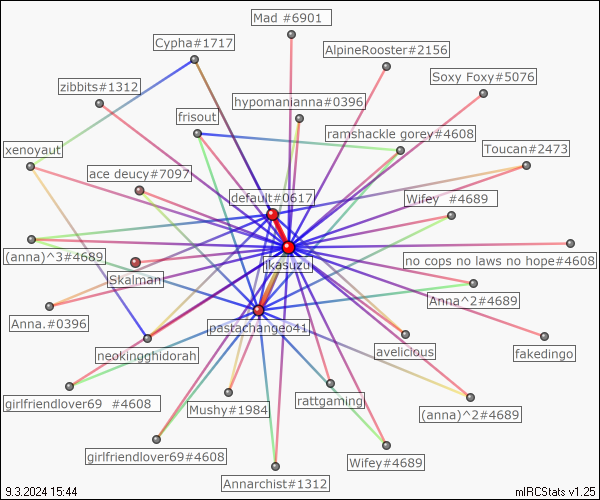 Mad #6901
Cypha#1717
AlpineRooster#2156
Soxy Foxy#5076
zibbits#1312
hypomanianna#0396
frisout
ramshackle gorey#4608
xenoyaut
Toucan#2473
ace deucy#7097
default#0617
Wifey  #4689
(anna)^3#4689
ikasuzu
no cops no laws no hope#4608
Skalman
Anna^2#4689
Anna.#0396
pastachangeo41
neokingghidorah
avelicious
fakedingo
girlfriendlover69  #4608
Mushy#1984
rattgaming
(anna)^2#4689
girlfriendlover69#4608
Wifey#4689
Annarchist#1312
9.3.2024 15:44
mIRCStats v1.25